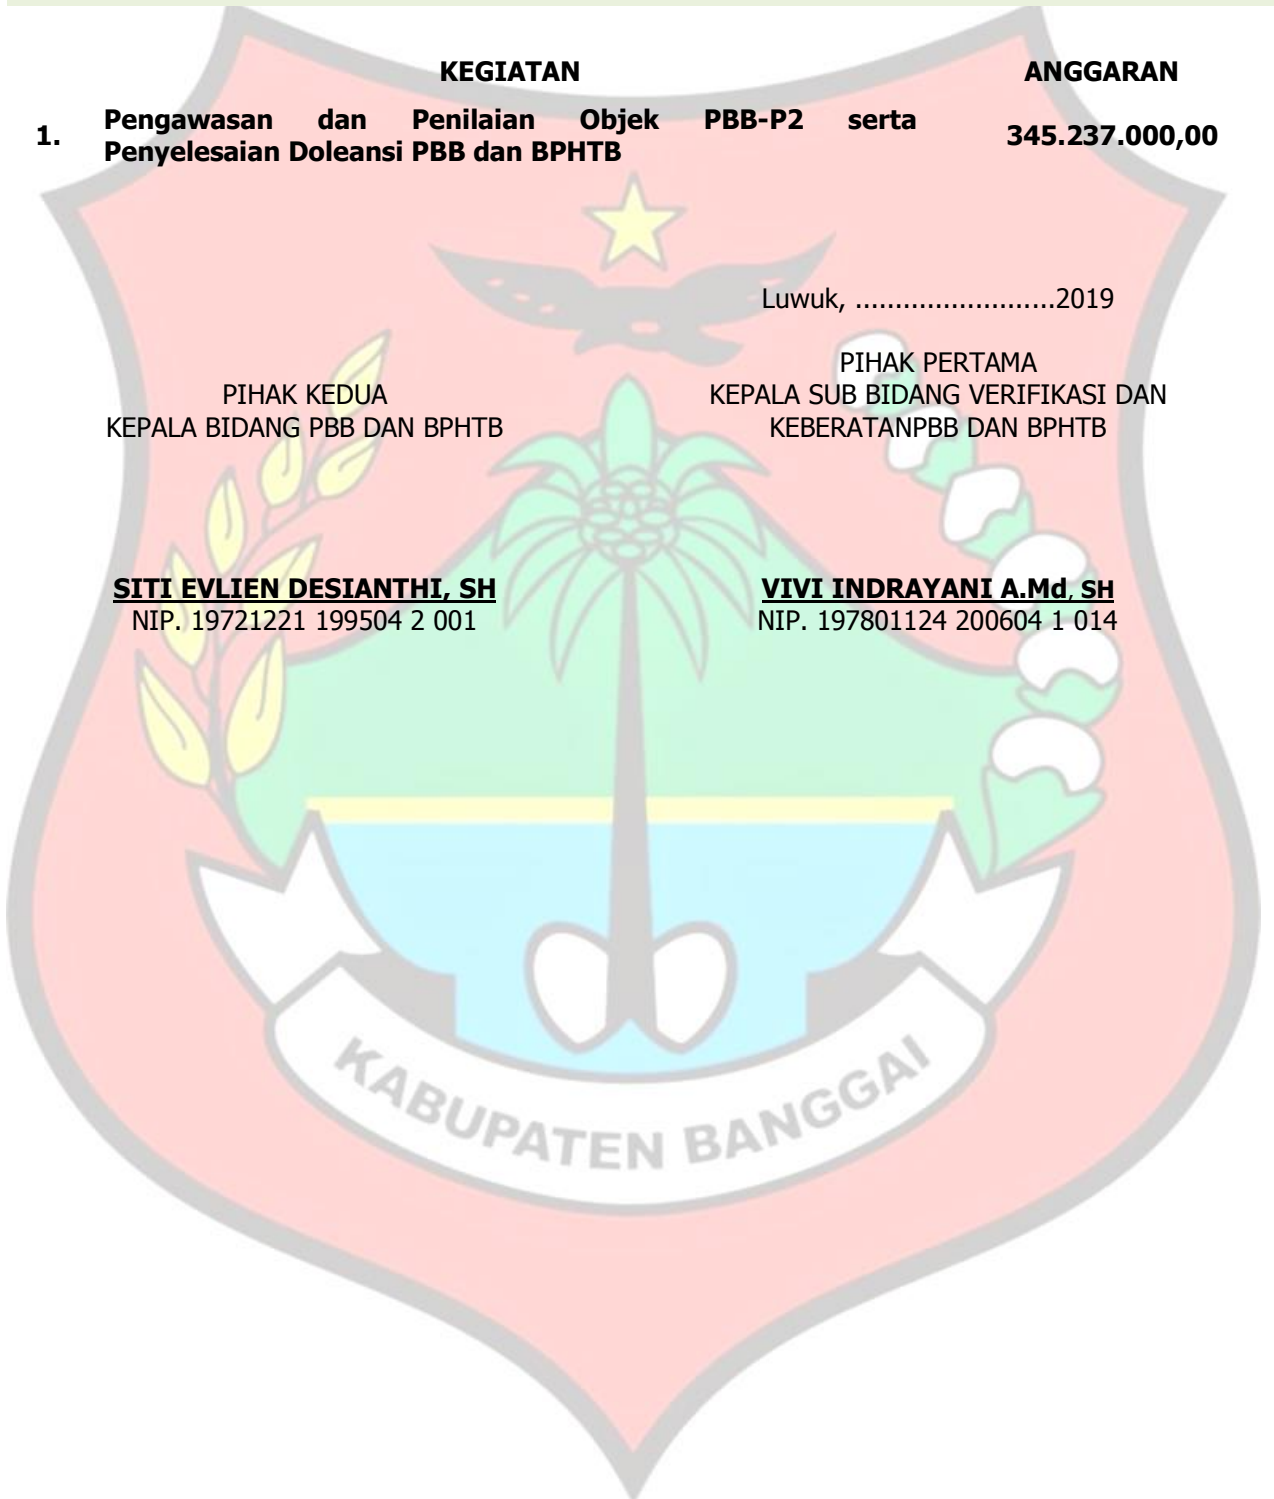 KEGIATAN ANGGARAN
1. Pengawasan dan Penilaian Objek PBB-P2 serta 345.237.000,00
Penyelesaian Doleansi PBB dan BPHTB
Luwuk, .........................2019
PIHAK KEDUA
KEPALA BIDANG PBB DAN BPHTB
PIHAK PERTAMA
KEPALA SUB BIDANG VERIFIKASI DAN
KEBERATANPBB DAN BPHTB
SITI EVLIEN DESIANTHI, SH
NIP. 19721221 199504 2 001
VIVI INDRAYANI A.Md, SH
NIP. 197801124 200604 1 014
KABUPATEN BANGGAI